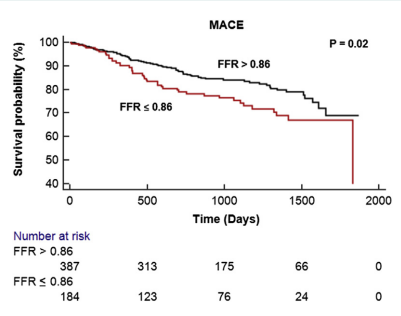 MACE
P = 0.02
100
90
80
70
60
50
40
Survival probability (%)
FFR > 0.86
FFR ≤ 0.86
0 500 1000 1500 2000
Time (Days)
Number at risk
FFR > 0.86
387 313 175 66 0
FFR ≤ 0.86
184 123 76 24 0